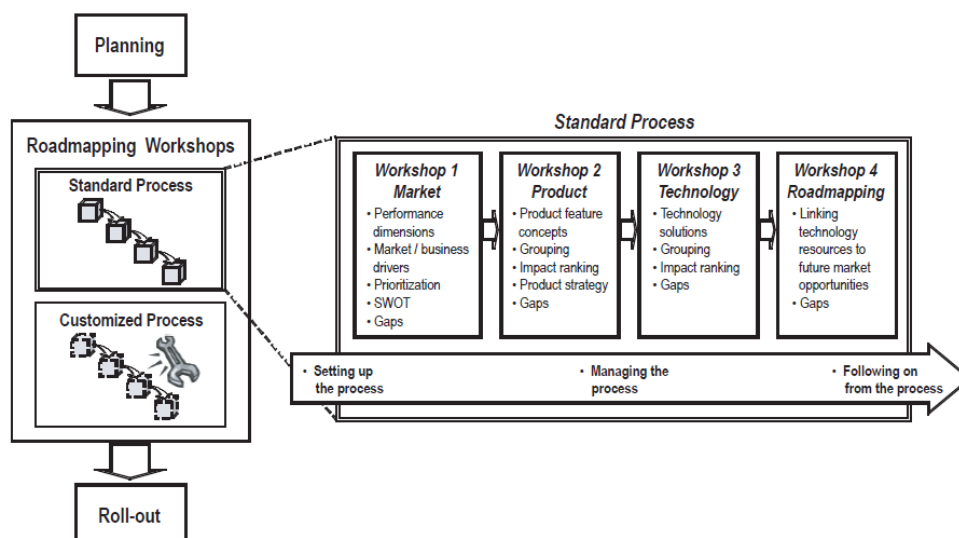 Planning
Roadmapping Workshops
Standard Process
Customized Process
Roll-out
Standard Process
Workshop 1
Market
• Performance
dimensions
• Market / business
drivers
• Prioritization
• SWOT
• Gaps
Workshop 2
Product
• Product feature
concepts
• Grouping
• Impact ranking
• Product strategy
• Gaps
Workshop 3
Technology
• Technology
solutions
• Grouping
• Impact ranking
• Gaps
Workshop 4
Roadmapping
• Linking
technology
resources to
future market
opportunities
• Gaps
• Setting up
the process
• Managing the
process
• Following on
from the process